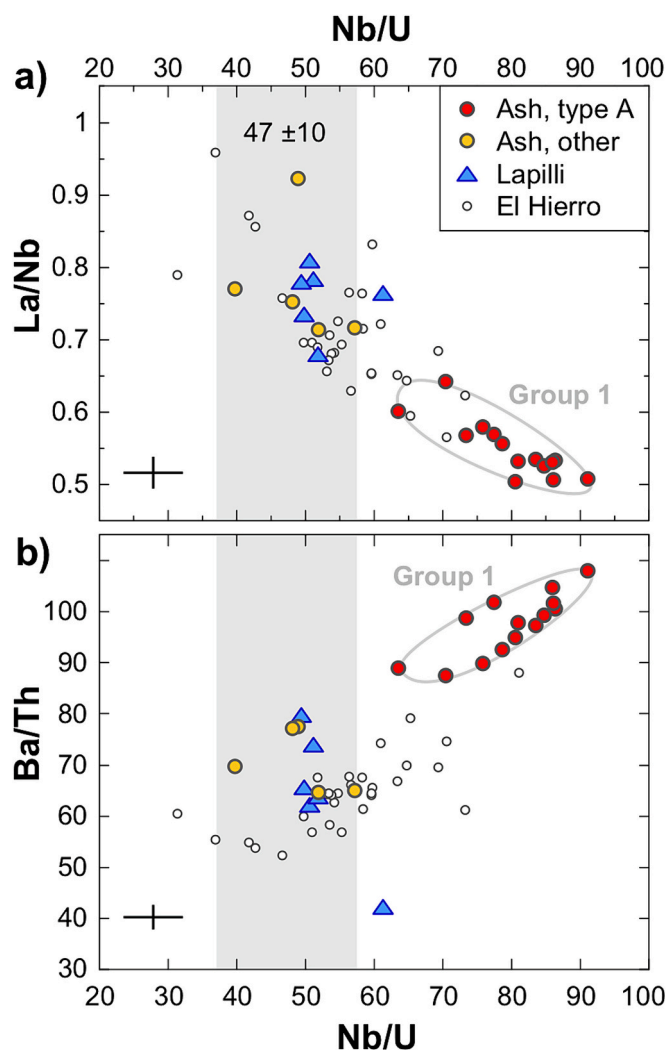 Nb/U
20 30 40 50 60 70 80 90 100
a)
47 ±10
Ash, type A
Ash, other
Lapilli
El Hierro
1
0.9
0.8
0.7
0.6
0.5
La/Nb
Group 1
b)
Group 1
100
90
80
70
60
50
40
30
Ba/Th
20 30 40 50 60 70 80 90 100
Nb/U